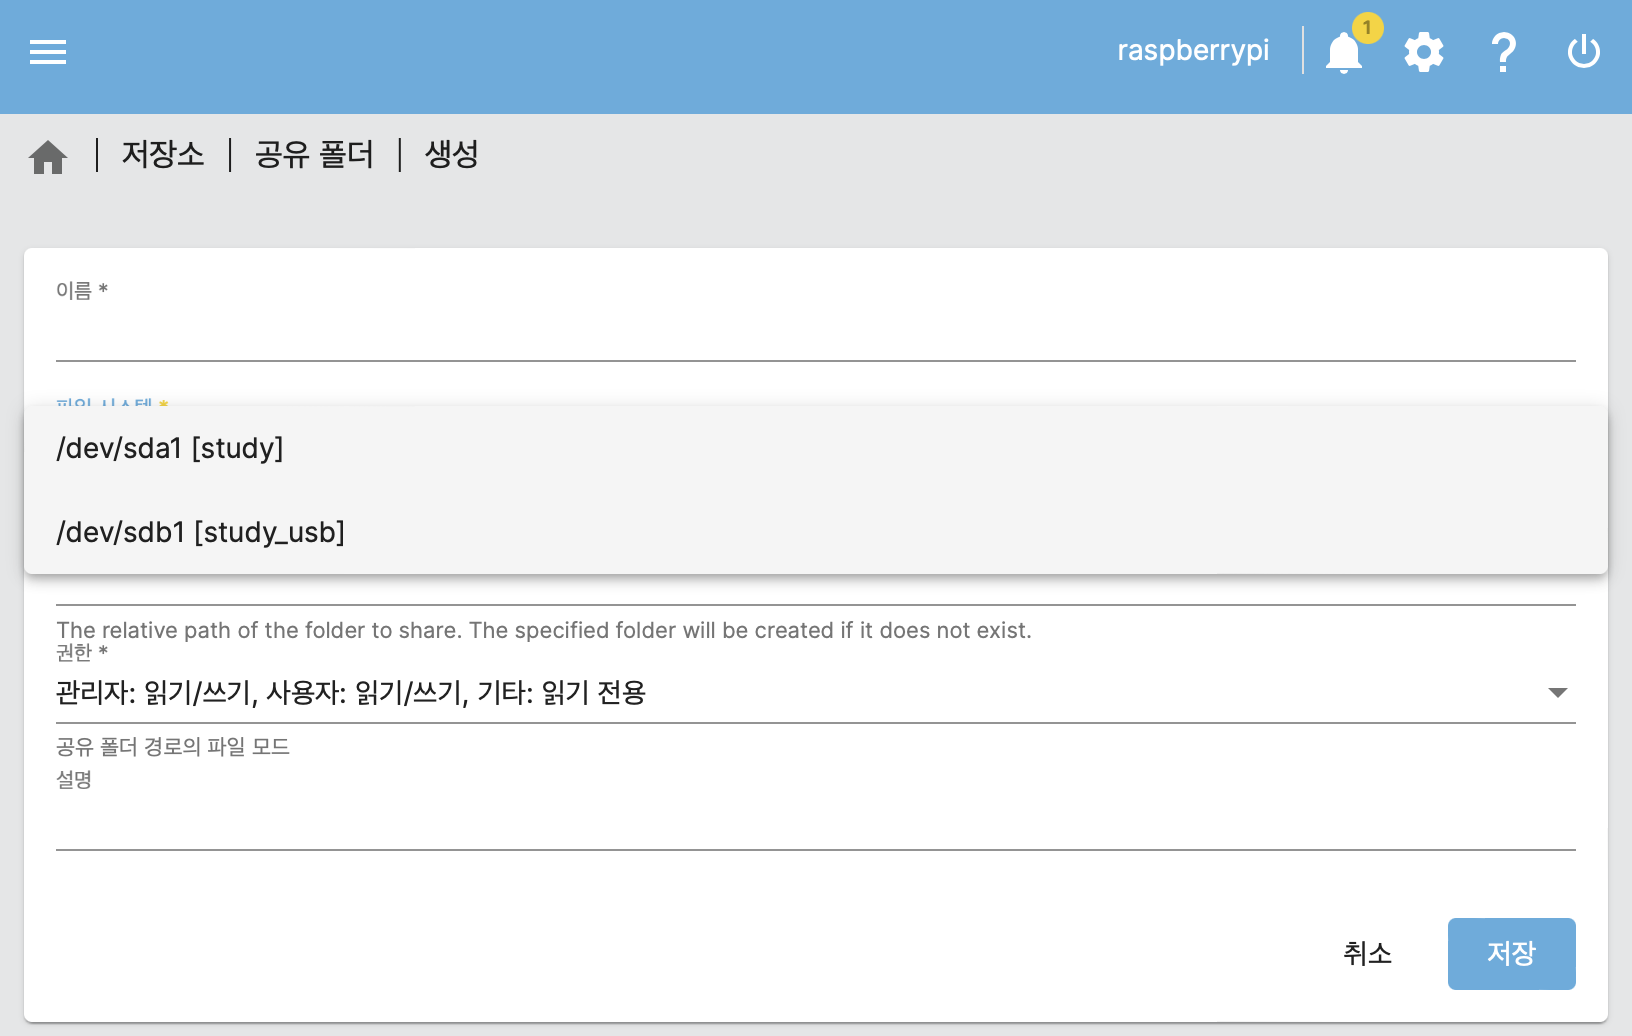 raspberrypi
1
저장소 | 공유 폴더 | 생성
이름 *
파일 시스템 *
/dev/sda1 [study]
/dev/sdb1 [study_usb]
The relative path of the folder to share. The specified folder will be created if it does not exist.
권한 *
관리자: 읽기/쓰기, 사용자: 읽기/쓰기, 기타: 읽기 전용
공유 폴더 경로의 파일 모드
설명
취소
저장